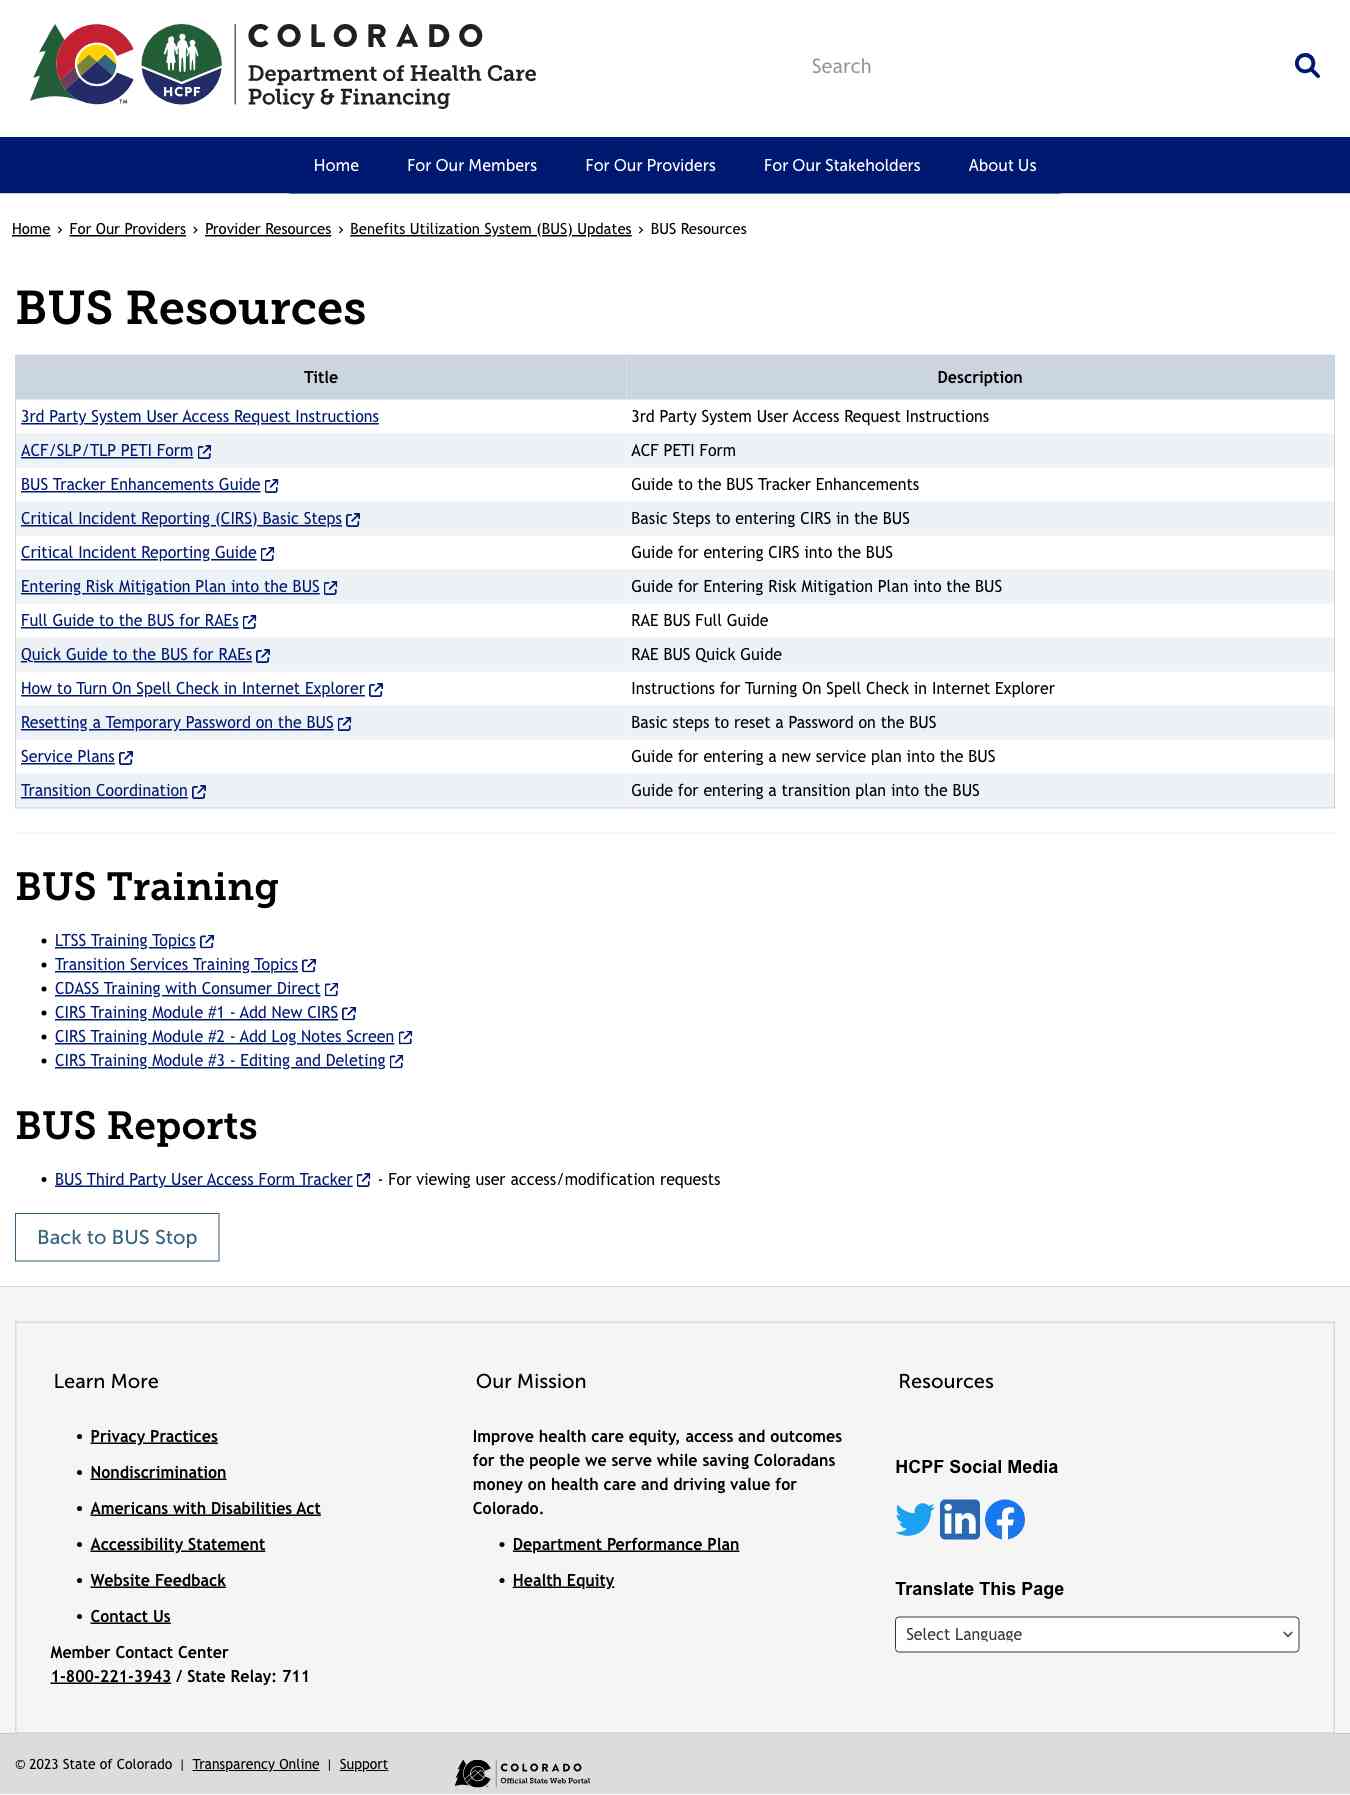 COLORADO
Department of Health Care
Policy & Financing
HCPF
TM
Search
Home
For Our Members
For Our Providers
For Our Stakeholders
About Us
Home › For Our Providers › Provider Resources › Benefits Utilization System (BUS) Updates › BUS Resources
BUS Resources
Title Description
3rd Party System User Access Request Instructions 3rd Party System User Access Request Instructions
ACF/SLP/TLP PETI Form ACF PETI Form
BUS Tracker Enhancements Guide Guide to the BUS Tracker Enhancements
Critical Incident Reporting (CIRS) Basic Steps Basic Steps to entering CIRS in the BUS
Critical Incident Reporting Guide Guide for entering CIRS into the BUS
Entering Risk Mitigation Plan into the BUS Guide for Entering Risk Mitigation Plan into the BUS
Full Guide to the BUS for RAEs RAE BUS Full Guide
Quick Guide to the BUS for RAEs RAE BUS Quick Guide
How to Turn On Spell Check in Internet Explorer Instructions for Turning On Spell Check in Internet Explorer
Resetting a Temporary Password on the BUS Basic steps to reset a Password on the BUS
Service Plans Guide for entering a new service plan into the BUS
Transition Coordination Guide for entering a transition plan into the BUS
BUS Training
• LTSS Training Topics
• Transition Services Training Topics
• CDASS Training with Consumer Direct
• CIRS Training Module #1 - Add New CIRS
• CIRS Training Module #2 - Add Log Notes Screen
• CIRS Training Module #3 - Editing and Deleting
BUS Reports
• BUS Third Party User Access Form Tracker - For viewing user access/modification requests
Back to BUS Stop
Learn More
• Privacy Practices
• Nondiscrimination
• Americans with Disabilities Act
• Accessibility Statement
• Website Feedback
• Contact Us
Member Contact Center
1-800-221-3943 / State Relay: 711
Our Mission
Improve health care equity, access and outcomes
for the people we serve while saving Coloradans
money on health care and driving value for
Colorado.
• Department Performance Plan
• Health Equity
Resources
HCPF Social Media
Translate This Page
Select Language
© 2023 State of Colorado | Transparency Online | Support
COLORADO
Official State Web Portal